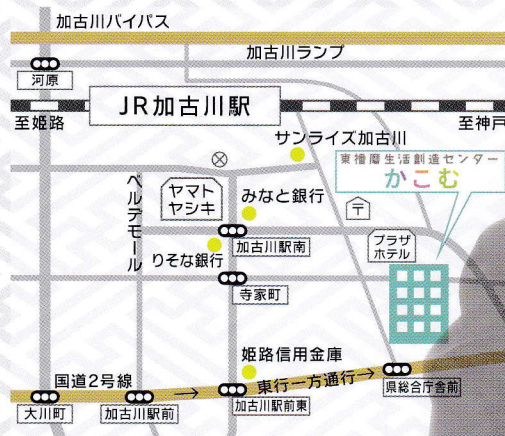 加古川バイパス
加古川ランプ
河原
JR加古川駅
至姫路
至神戸
サンライズ加古川
東播磨生活創造センター
かこむ
ベルデモール
ヤマト
ヤシキ
みなと銀行
〒
加古川駅南
プラザ
ホテル
りそな銀行
寺家町
姫路信用金庫
国道2号線
→
東行一方通行→
県総合庁舎前
大川町
加古川駅前
加古川駅前東